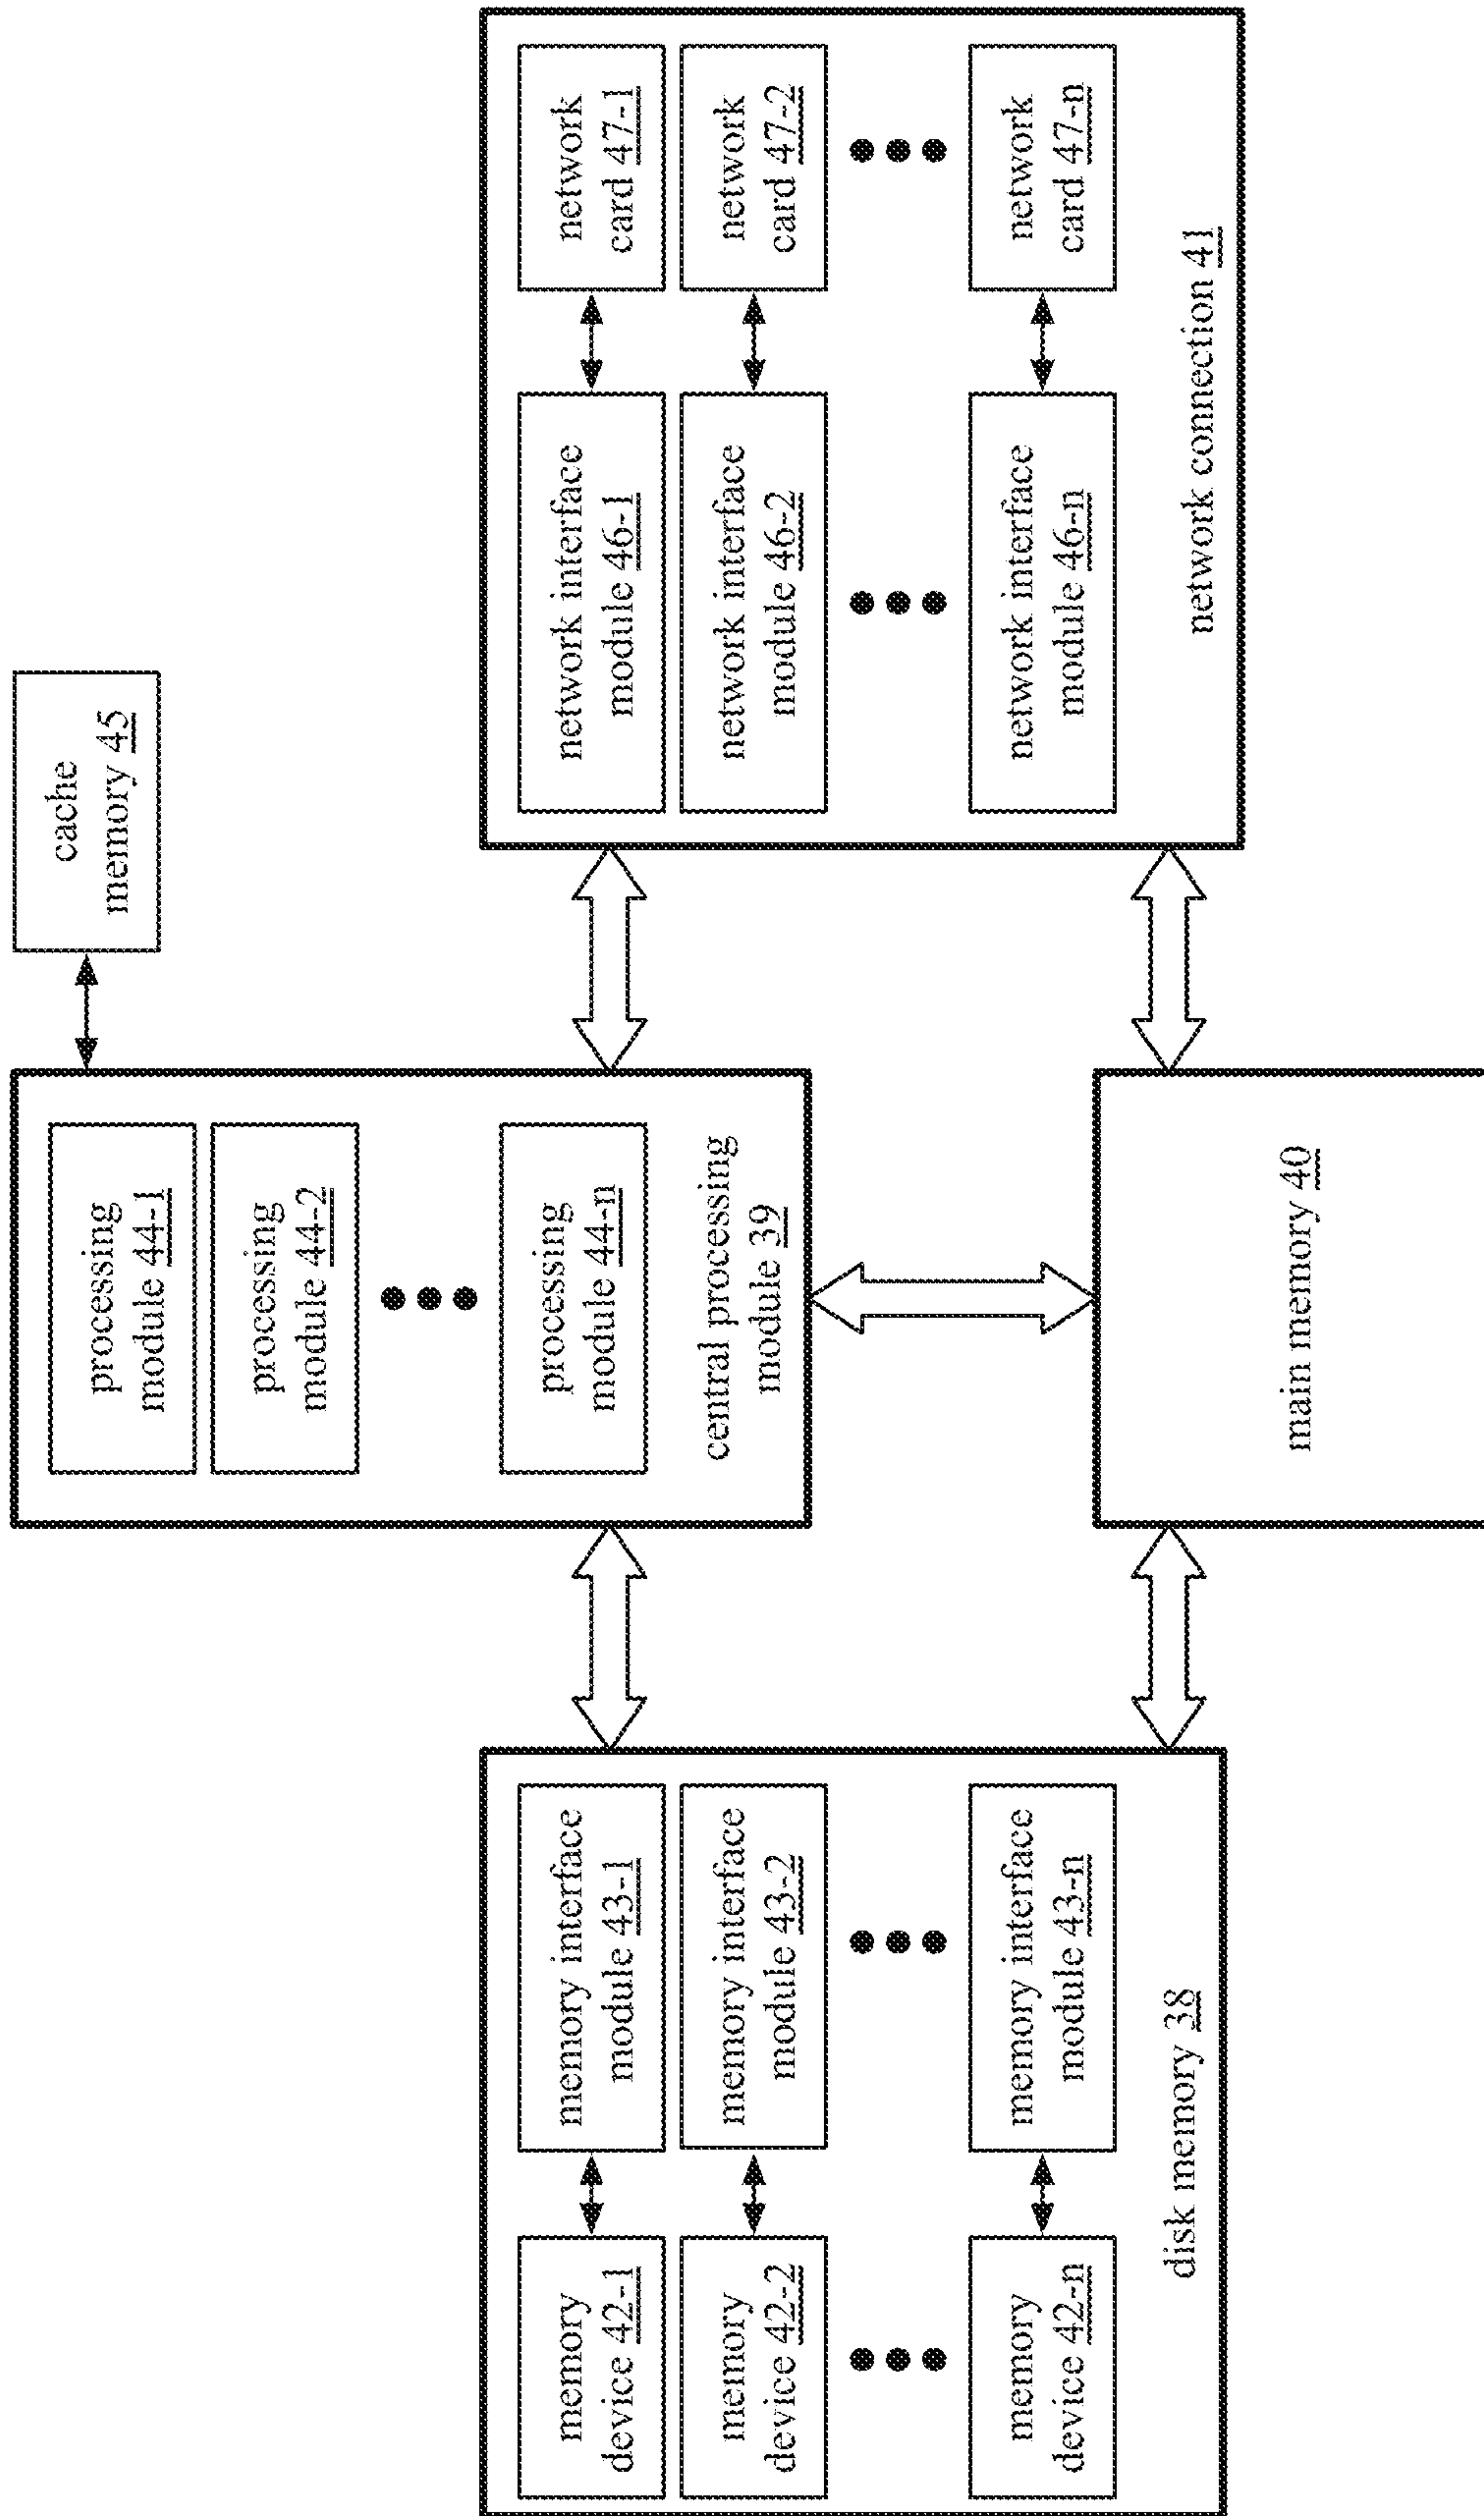 cache
memory 45
processing
module 44-1
processing
module 44-2
processing
module 44-n
central processing
module 39
memory
device 42-1
memory interface
module 43-1
memory
device 42-2
memory interface
module 43-2
memory
device 42-n
memory interface
module 43-n
disk memory 38
network interface
module 46-1
network
card 47-1
network interface
module 46-2
network
card 47-2
network interface
module 46-n
network
card 47-n
network connection 41
main memory 40